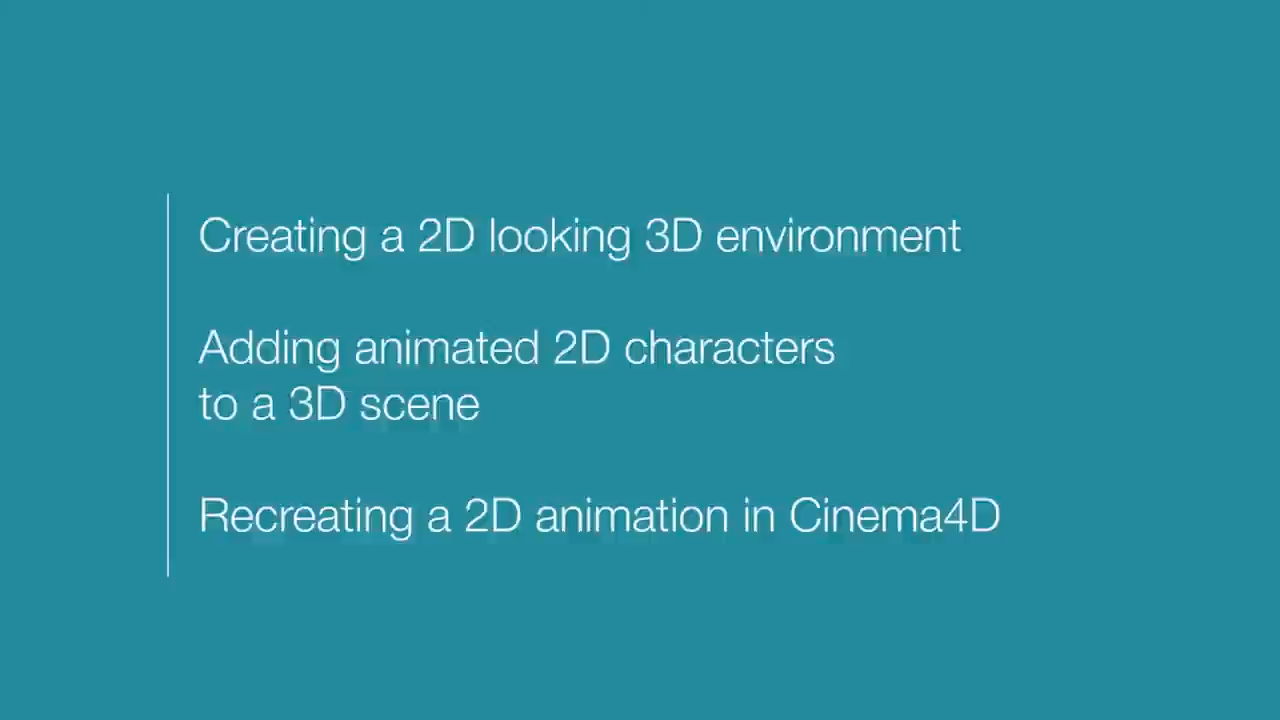 Creating a 2D looking 3D environment
Adding animated 2D characters
to a 3D scene
Recreating a 2D animation in Cinema4D